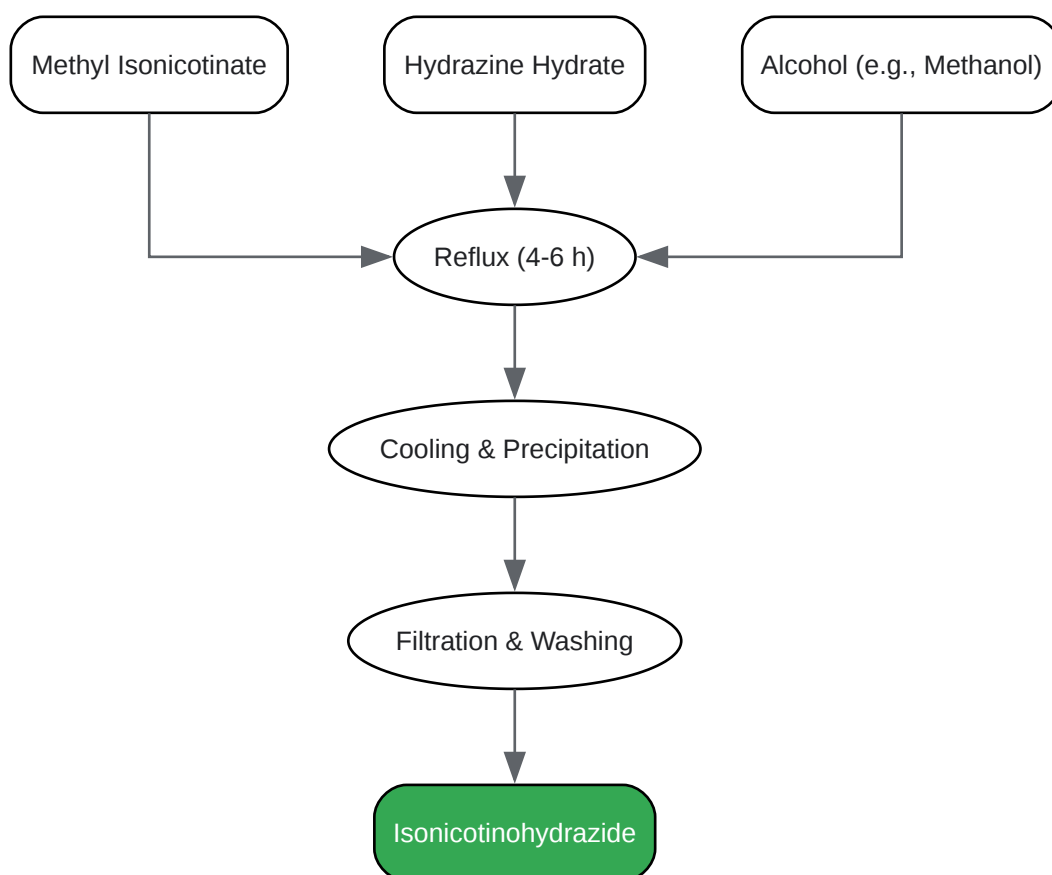 Methyl Isonicotinate
Hydrazine Hydrate
Alcohol (e.g., Methanol)
Reflux (4-6 h)
Cooling & Precipitation
Filtration & Washing
Isonicotinohydrazide